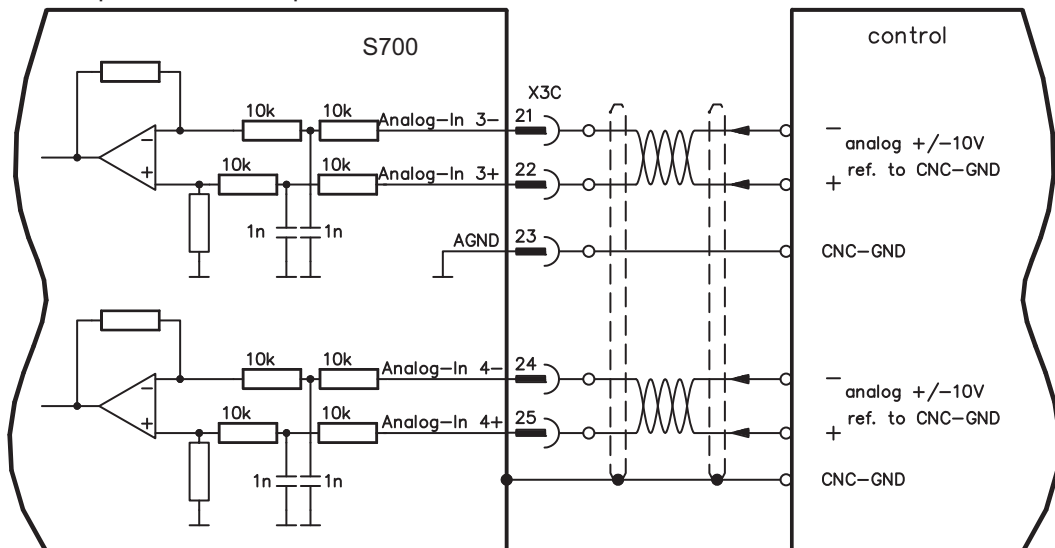 S700
control
X3C
10k
10k
Analog-In 3-
21
−
analog +/-10V
ref. to CNC-GND
10k
10k
Analog-In 3+
22
+
1n
1n
AGND
23
CNC-GND
10k
10k
Analog-In 4-
24
−
analog +/-10V
ref. to CNC-GND
10k
10k
Analog-In 4+
25
+
1n
1n
CNC-GND